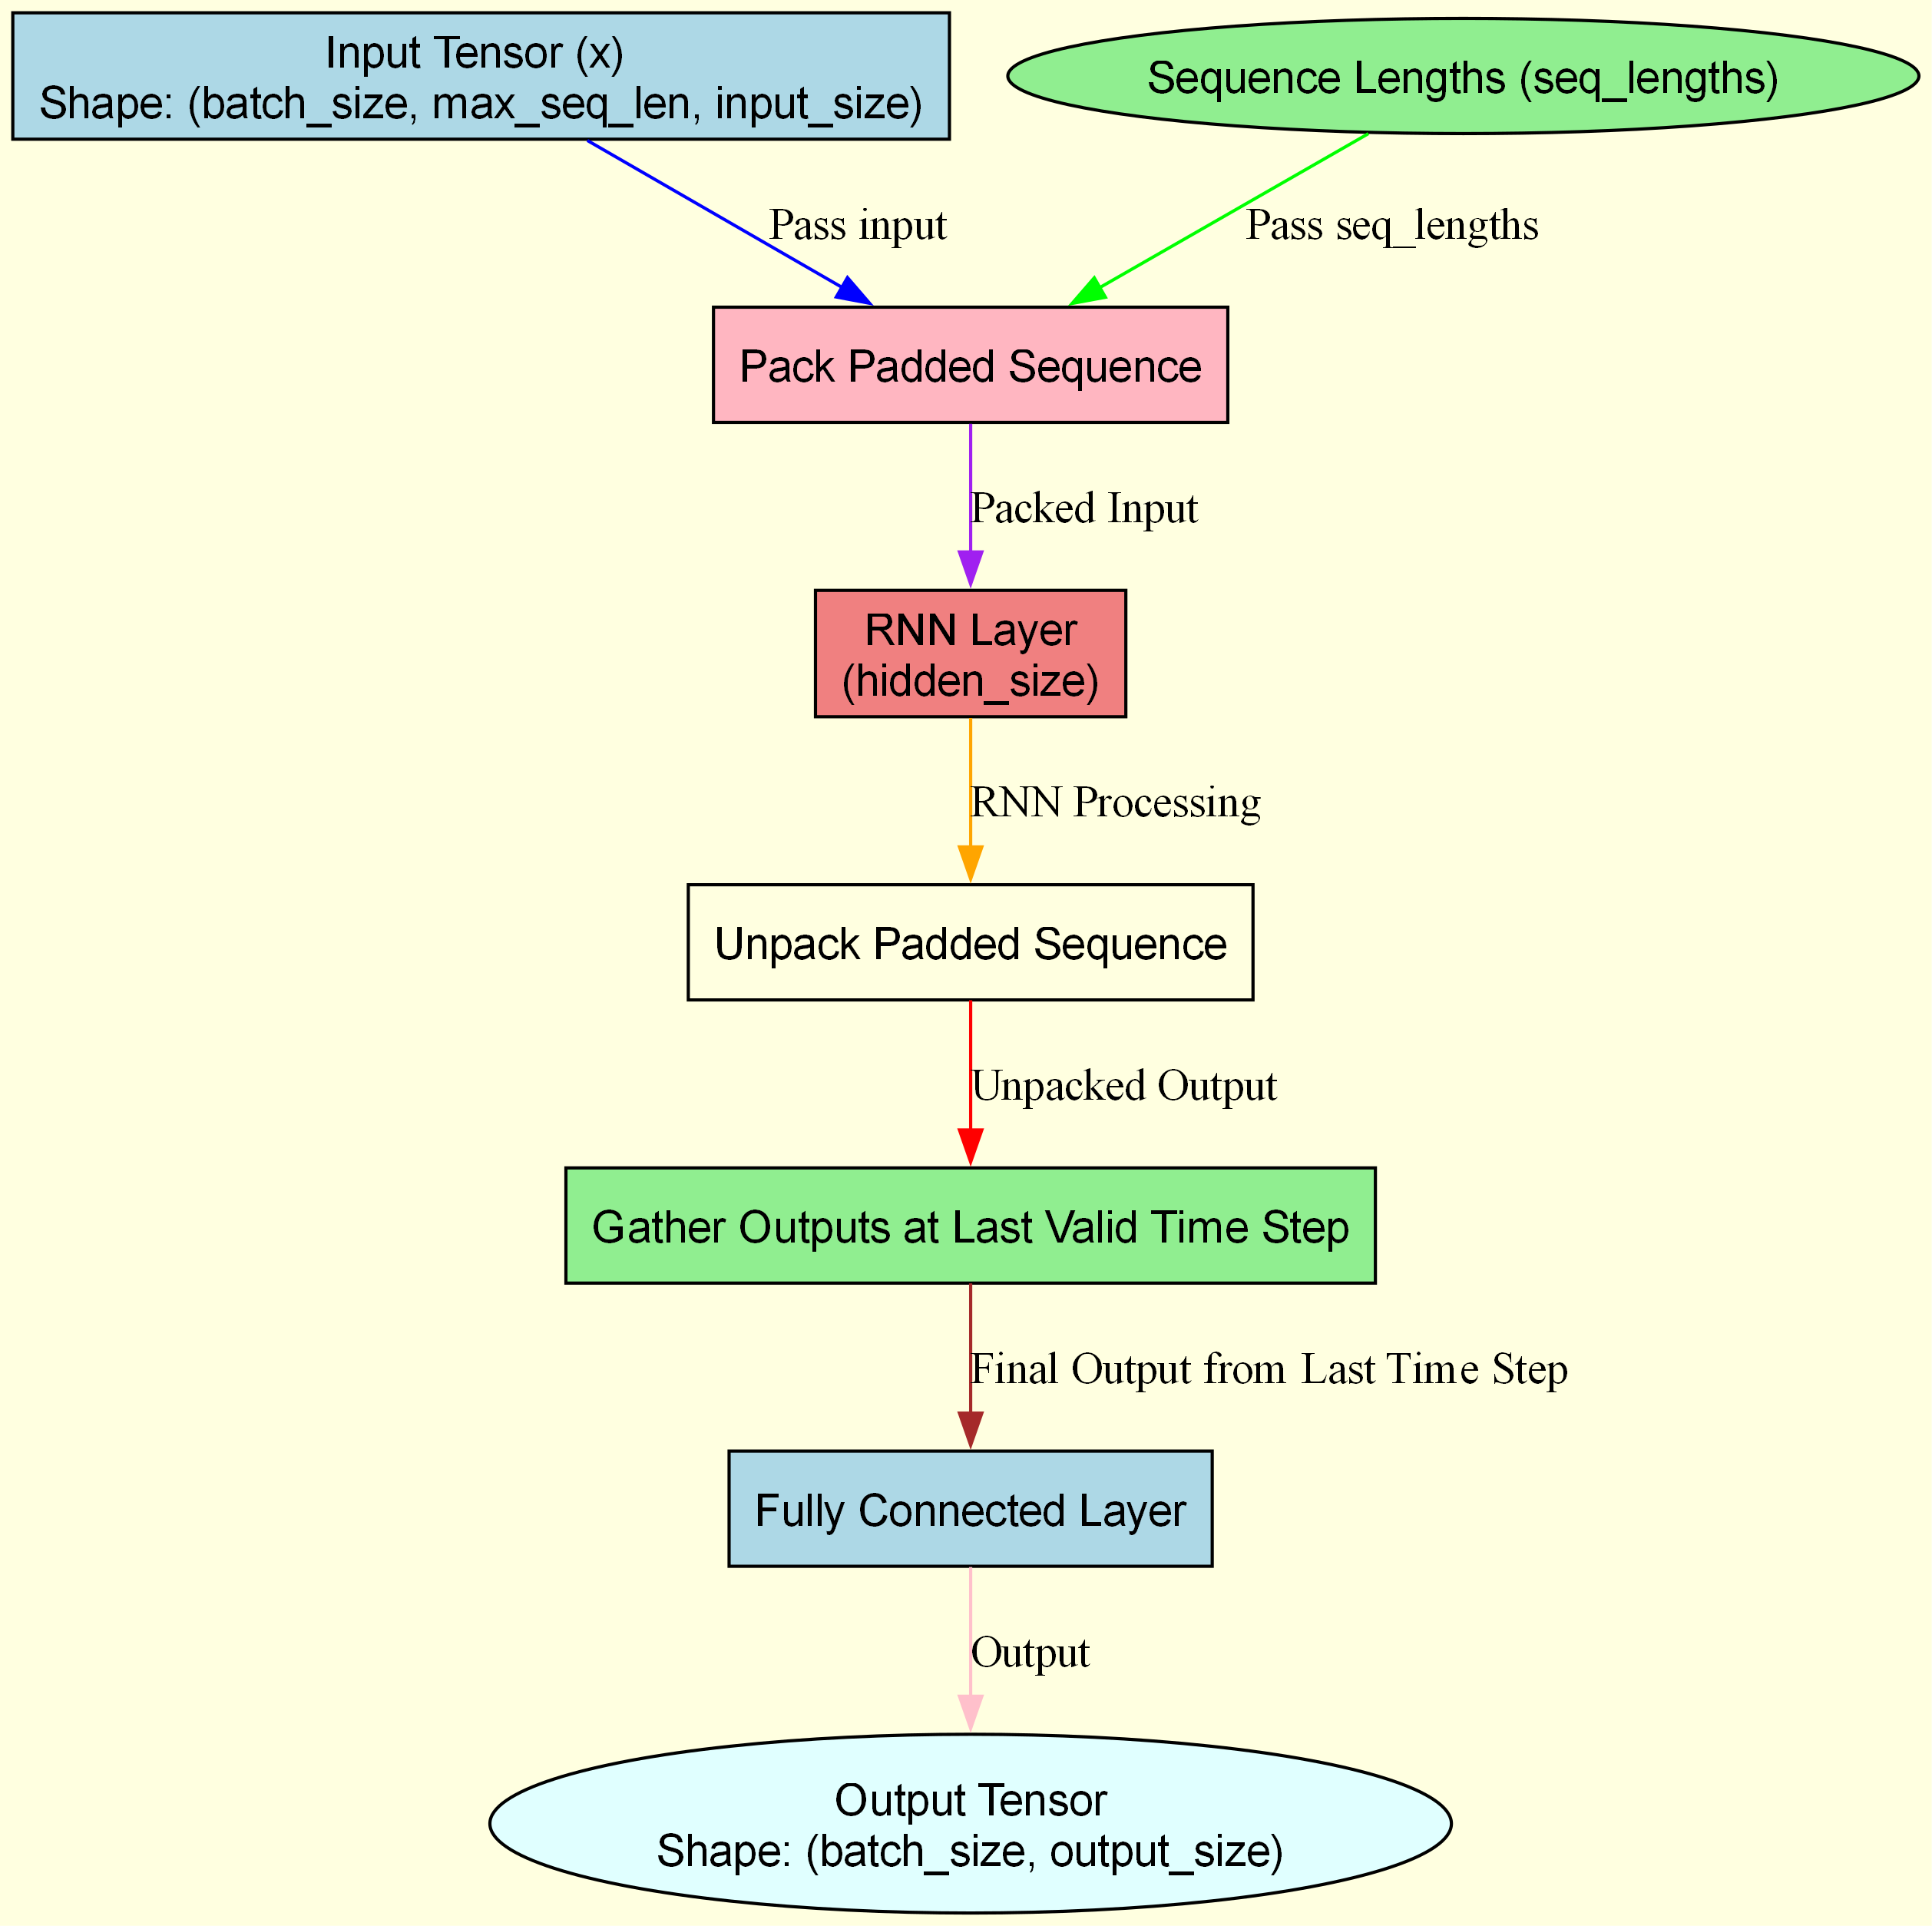 Input Tensor (x)
Shape: (batch_size, max_seq_len, input_size)
Sequence Lengths (seq_lengths)
Pass input
Pass seq_lengths
Pack Padded Sequence
Packed Input
RNN Layer
(hidden_size)
RNN Processing
Unpack Padded Sequence
Unpacked Output
Gather Outputs at Last Valid Time Step
Final Output from Last Time Step
Fully Connected Layer
Output
Output Tensor
Shape: (batch_size, output_size)